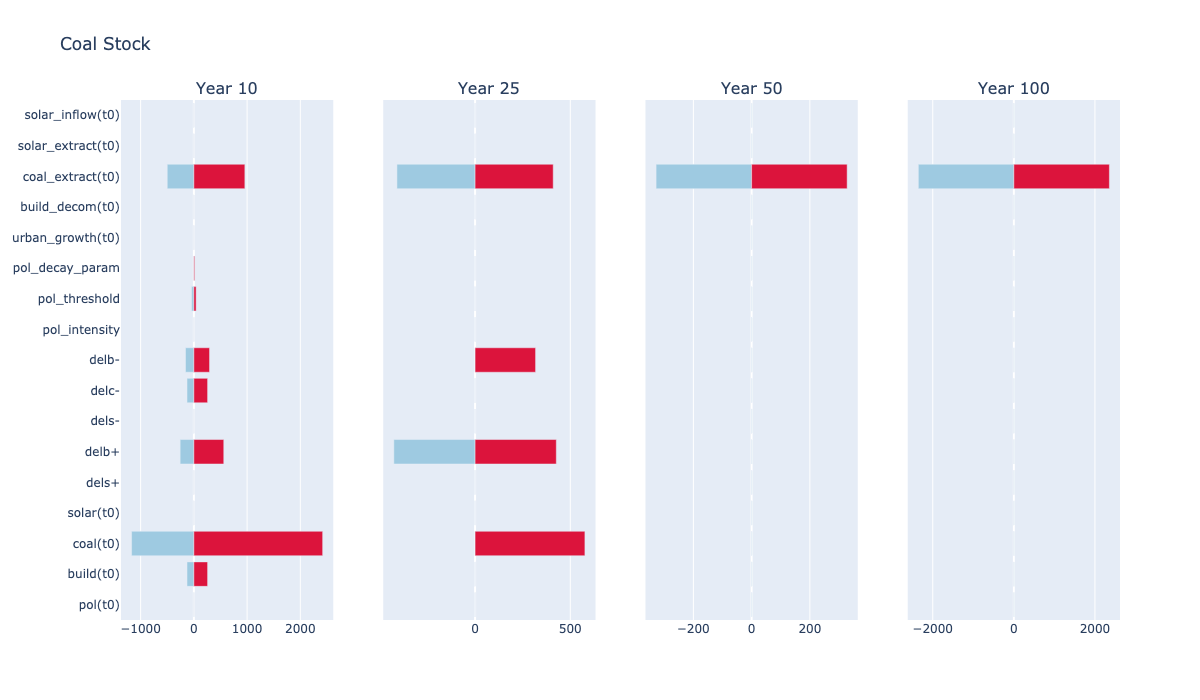 Coal Stock
Year 10
Year 25
Year 50
Year 100
solar_inflow(t0)
solar_extract(t0)
coal_extract(t0)
build_decom(t0)
urban_growth(t0)
pol_decay_param
pol_threshold
pol_intensity
delb-
delc-
dels-
delb+
dels+
solar(t0)
coal(t0)
build(t0)
pol(t0)
−1000 0 1000 2000
0 500
−200 0 200
−2000 0 2000